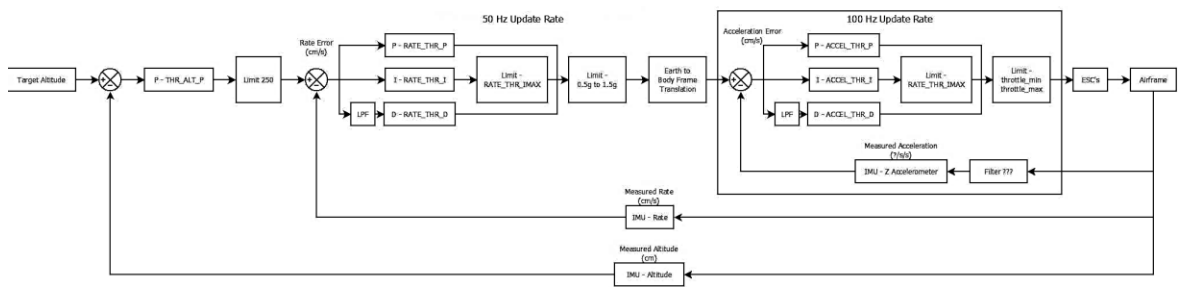 50 Hz Update Rate
100 Hz Update Rate
Rate Error
(cm/s)
Acceleration Error
(cm/s)
P - RATE_THR_P
P - ACCEL_THR_P
Target Altitude
P - THR_ALT_P
Limit 250
I - RATE_THR_I
Limit -
RATE_THR_IMAX
Limit -
0.5g to 1.5g
Earth to
Body Frame
Translation
I - ACCEL_THR_I
Limit -
RATE_THR_IMAX
Limit -
throttle_min
throttle_max
ESC's
Airframe
LPF
D - RATE_THR_D
LPF
D - ACCEL_THR_D
Measured Acceleration
(?/s/s)
IMU - Z Accelerometer
Filter ???
Measured Rate
(cm/s)
IMU - Rate
Measured Altitude
(cm)
IMU - Altitude